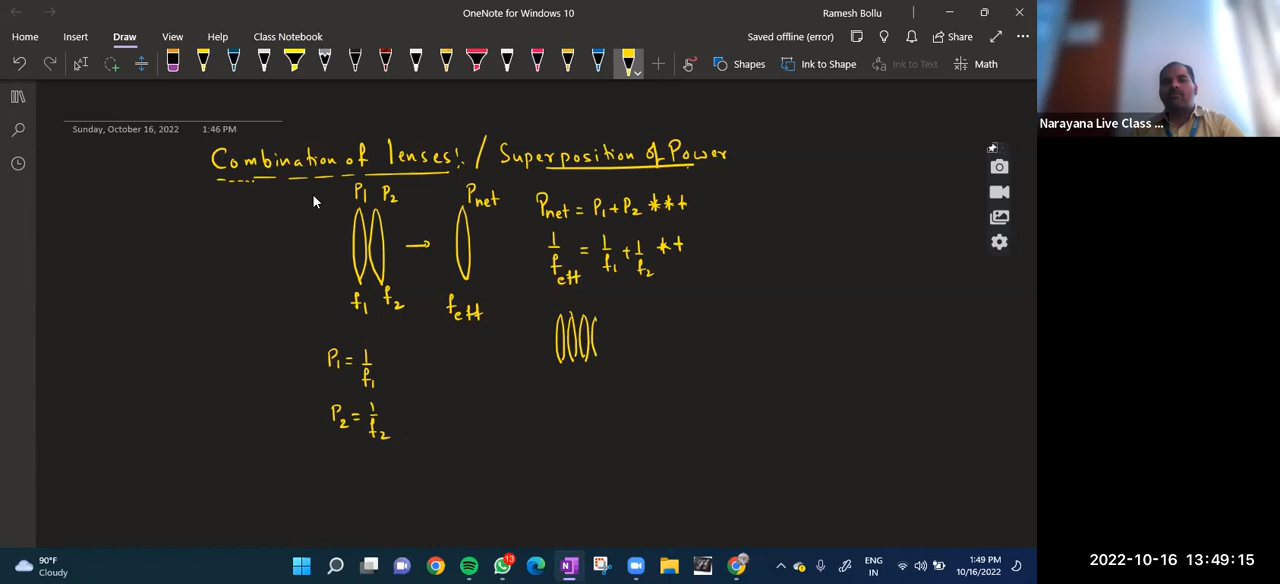 OneNote for Windows 10
Ramesh Bollu
Home Insert Draw View Help Class Notebook
Saved offline (error) Share
Shapes Ink to Shape Ink to Text Math
Narayana Live Class ...
Sunday, October 16, 2022 1:46 PM
Combination of lenses: / Superposition of Power
P₁ P₂ Pnet
Pnet = P₁ + P₂ ***
1/feff = 1/f₁ + 1/f₂ **
f₁ f₂ feff
P₁ = 1/f₁
P₂ = 1/f₂
90°F
Cloudy
13
ENG
IN
1:49 PM
10/16/2022
2022-10-16 13:49:15